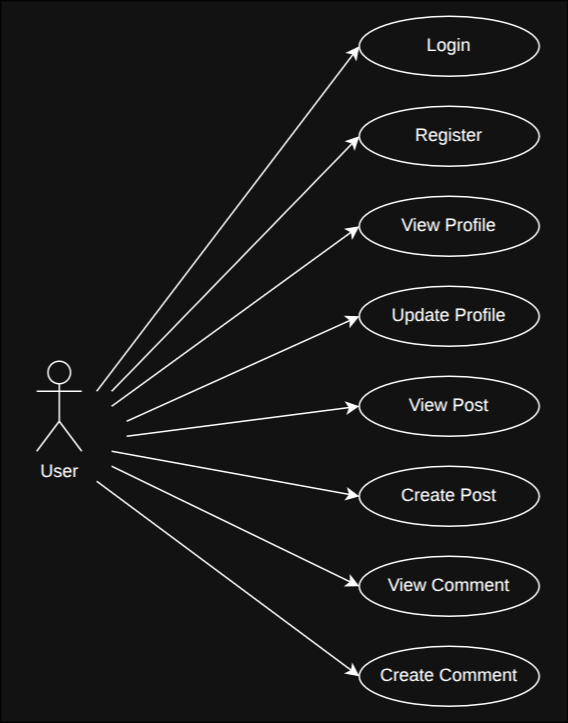 Login
Register
View Profile
Update Profile
View Post
User
Create Post
View Comment
Create Comment